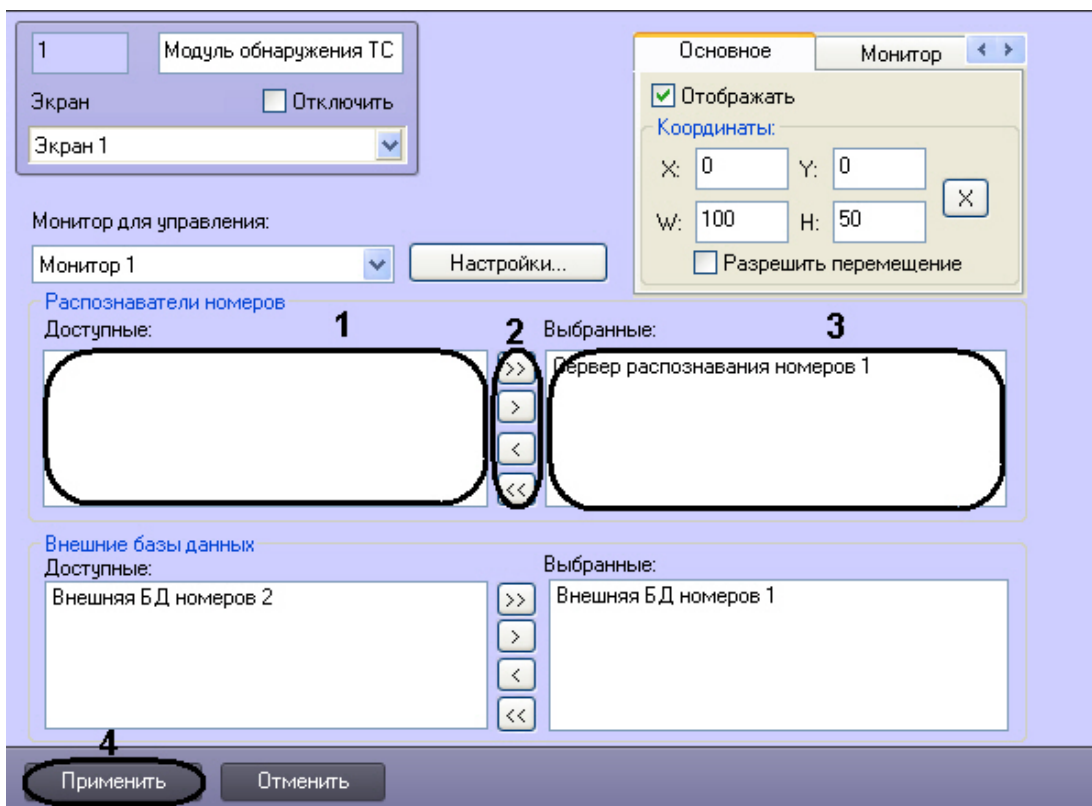 1
Модуль обнаружения ТС
Экран
Отключить
Экран 1
Основное
Монитор
Отображать
Координаты:
X: 0 Y: 0
W: 100 H: 50
X
Разрешить перемещение
Монитор для управления:
Монитор 1
Настройки...
Распознаватели номеров
Доступные:
1
2
Выбранные:
3
Сервер распознавания номеров 1
>>
>
<
<<
Внешние базы данных
Доступные:
Выбранные:
Внешняя БД номеров 2
Внешняя БД номеров 1
>>
>
<
<<
4
Применить
Отменить